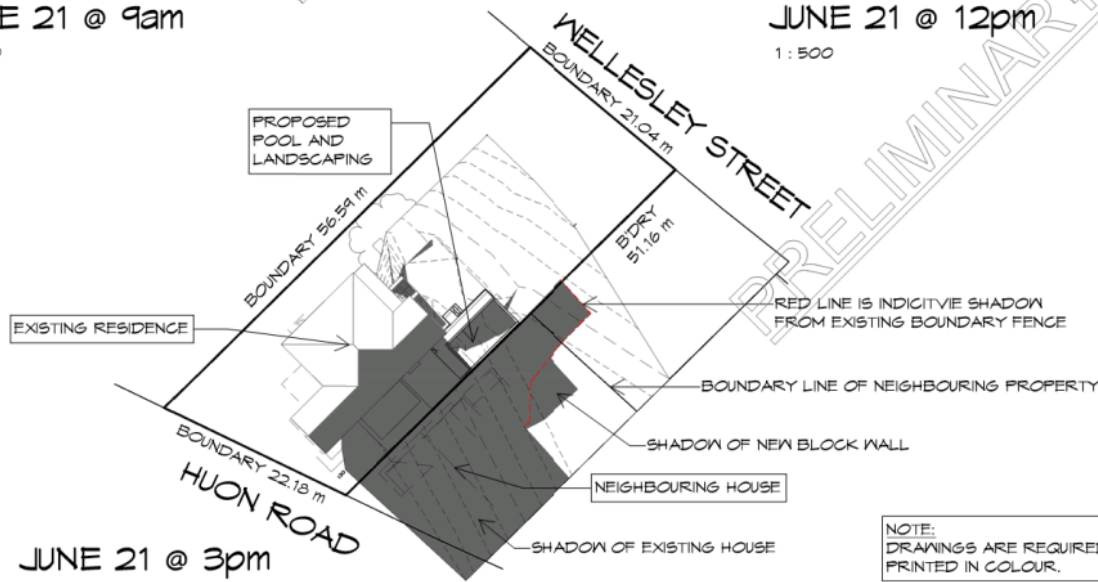 E 21 @ 9am
JUNE 21 @ 12pm
1 : 500
WELLESLEY STREET
BOUNDARY 21.04 m
PRELIMINARY
PROPOSED
POOL AND
LANDSCAPING
BOUNDARY 56.59 m
B'DRY
51.16 m
RED LINE IS INDICITVIE SHADOW
FROM EXISTING BOUNDARY FENCE
EXISTING RESIDENCE
BOUNDARY LINE OF NEIGHBOURING PROPERTY
BOUNDARY 22.18 m
HUON ROAD
SHADOW OF NEW BLOCK WALL
NEIGHBOURING HOUSE
SHADOW OF EXISTING HOUSE
JUNE 21 @ 3pm
NOTE:
DRAWINGS ARE REQUIRED
PRINTED IN COLOUR.